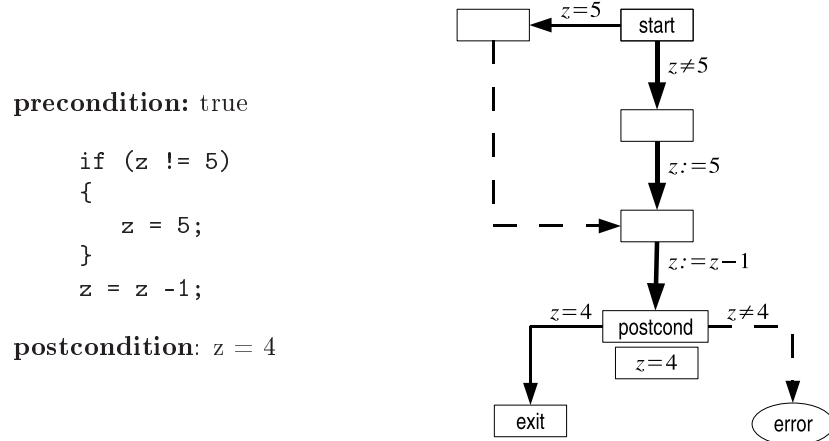 precondition: true
if (z != 5)
{
z = 5;
}
z = z -1;
postcondition: z = 4
z=5
start
z≠5
z:=5
z:=z−1
z=4
postcond
z≠4
z=4
exit
error